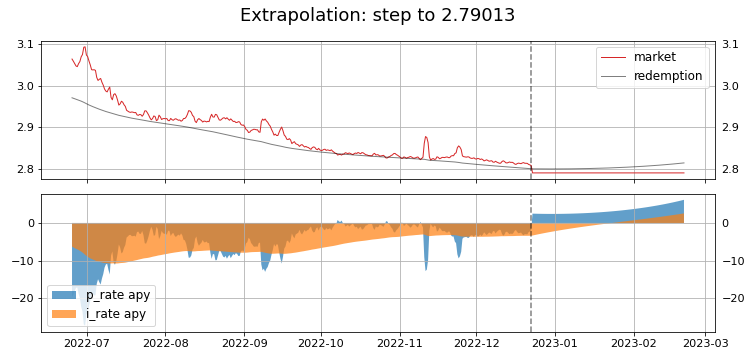 Extrapolation: step to 2.79013
3.1
3.0
2.9
2.8
market
redemption
3.1
3.0
2.9
2.8
0
−10
−20
p_rate apy
i_rate apy
0
−10
−20
2022-07 2022-08 2022-09 2022-10 2022-11 2022-12 2023-01 2023-02 2023-03